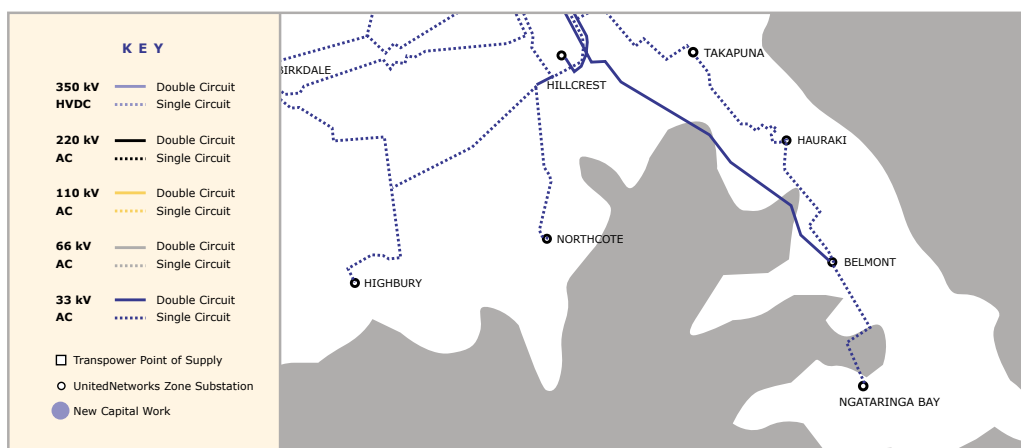 KEY
350 kV Double Circuit
HVDC Single Circuit
220 kV Double Circuit
AC Single Circuit
110 kV Double Circuit
AC Single Circuit
66 kV Double Circuit
AC Single Circuit
33 kV Double Circuit
AC Single Circuit
Transpower Point of Supply
UnitedNetworks Zone Substation
New Capital Work
TAKAPUNA
BIRKDALE
HILLCREST
HAURAKI
NORTHCOTE
BELMONT
HIGHBURY
NGATARINGA BAY